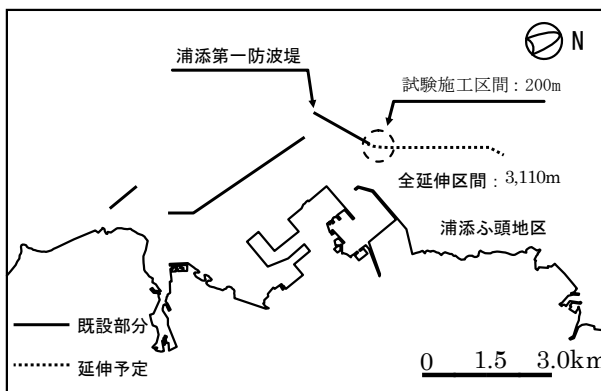 N
浦添第一防波堤
試験施工区間：200m
全延伸区間：3,110m
浦添ふ頭地区
既設部分
延伸予定
0 1.5 3.0km